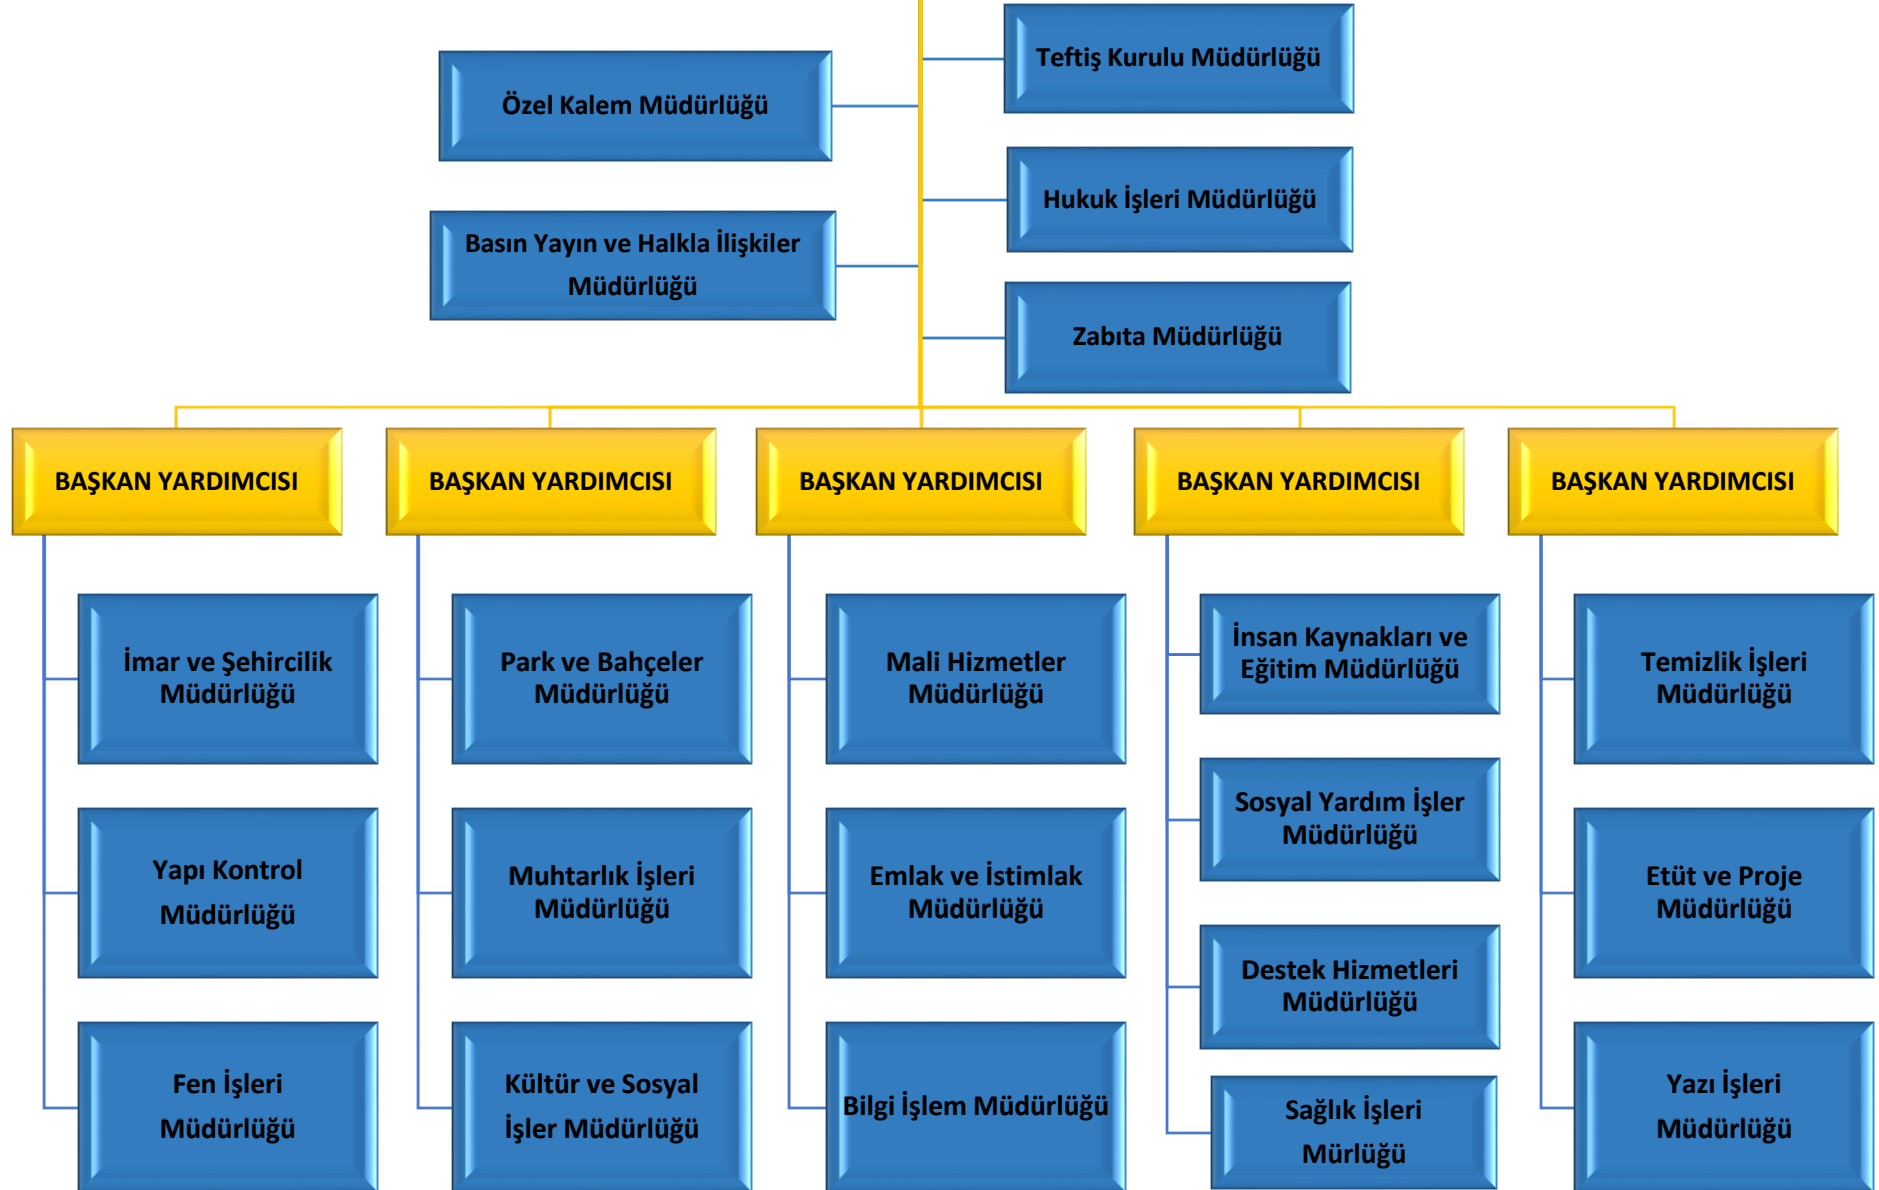 Teftiş Kurulu Müdürlüğü
Özel Kalem Müdürlüğü
Hukuk İşleri Müdürlüğü
Basın Yayın ve Halkla İlişkiler
Müdürlüğü
Zabıta Müdürlüğü
BAŞKAN YARDIMCISI
BAŞKAN YARDIMCISI
BAŞKAN YARDIMCISI
BAŞKAN YARDIMCISI
BAŞKAN YARDIMCISI
İmar ve Şehircilik
Müdürlüğü
Yapı Kontrol
Müdürlüğü
Fen İşleri
Müdürlüğü
Park ve Bahçeler
Müdürlüğü
Muhtarlık İşleri
Müdürlüğü
Kültür ve Sosyal
İşler Müdürlüğü
Mali Hizmetler
Müdürlüğü
Emlak ve İstimlak
Müdürlüğü
Bilgi İşlem Müdürlüğü
İnsan Kaynakları ve
Eğitim Müdürlüğü
Sosyal Yardım İşler
Müdürlüğü
Destek Hizmetleri
Müdürlüğü
Sağlık İşleri
Mürlüğü
Temizlik İşleri
Müdürlüğü
Etüt ve Proje
Müdürlüğü
Yazı İşleri
Müdürlüğü